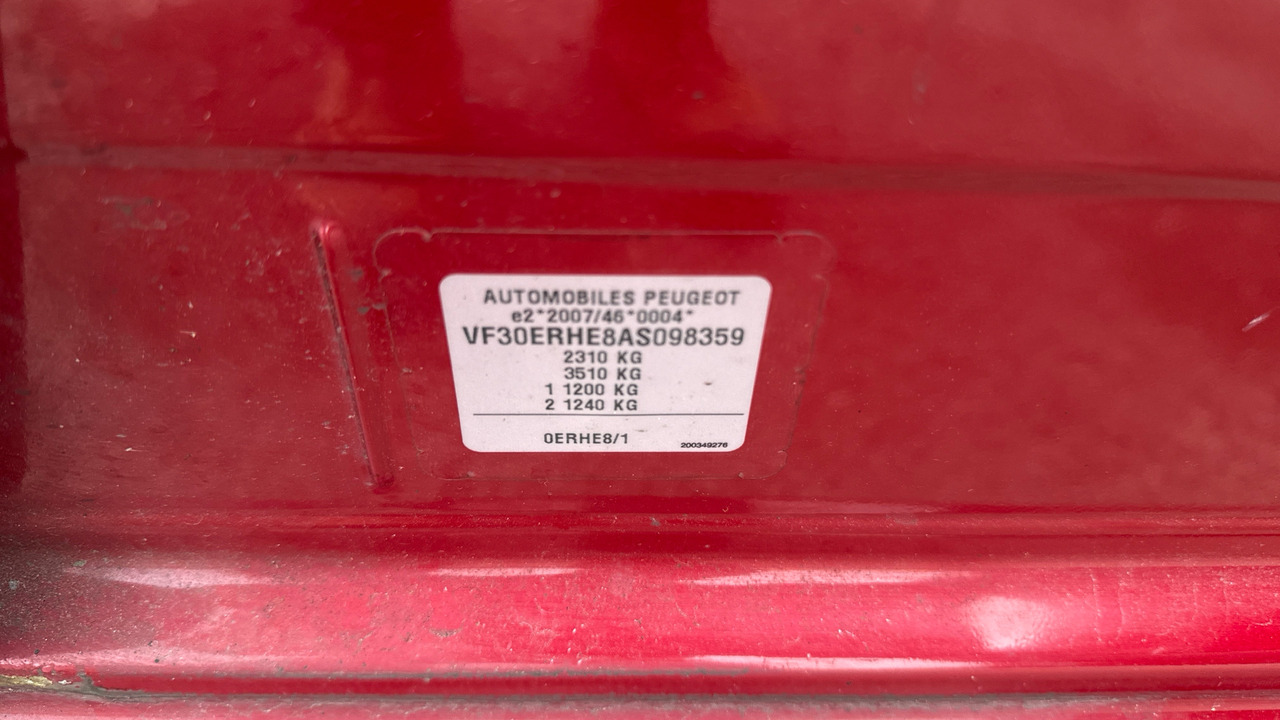 AUTOMOBILES PEUGEOT
e2*2007/46*0004*
VF30ERHE8AS098359
2310 KG
3510 KG
1 1200 KG
2 1240 KG
0ERHE8/1
200349276